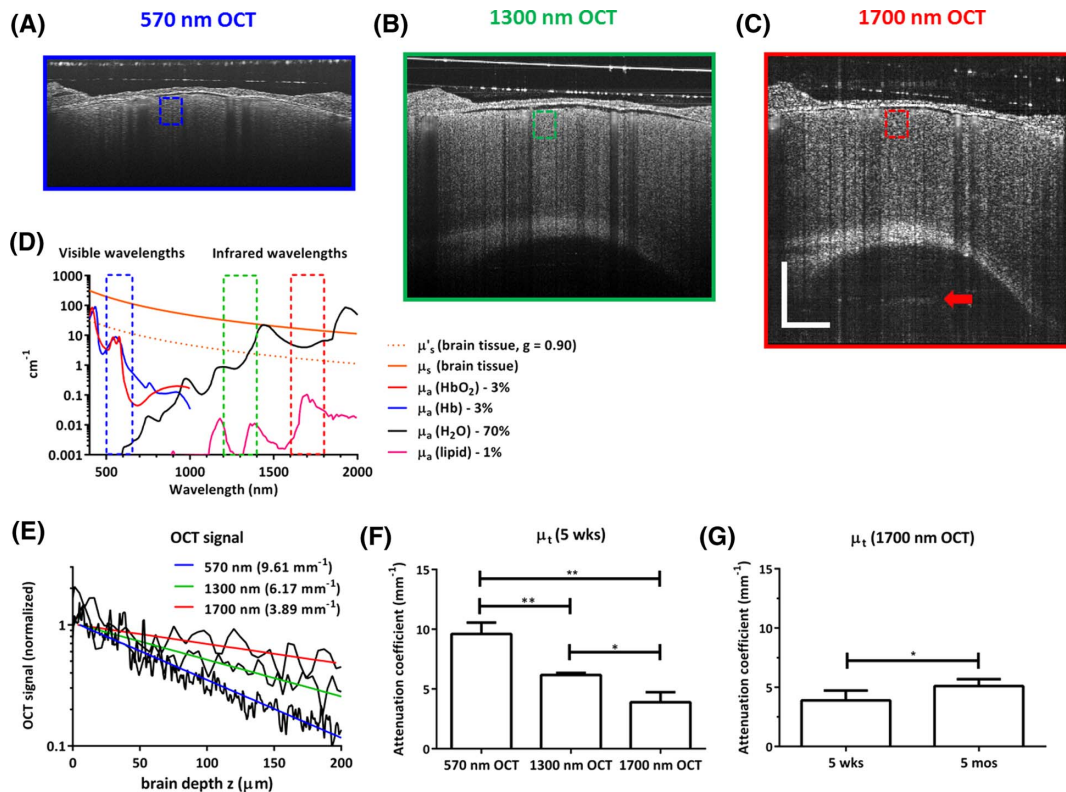 (A)
570 nm OCT
(B)
1300 nm OCT
(C)
1700 nm OCT
(D)
Visible wavelengths
Infrared wavelengths
1000
100
10
1
0.1
0.01
0.001
cm⁻¹
500
1000
1500
2000
Wavelength (nm)
μ'ₛ (brain tissue, g = 0.90)
μₛ (brain tissue)
μₐ (HbO₂) - 3%
μₐ (Hb) - 3%
μₐ (H₂O) - 70%
μₐ (lipid) - 1%
(E)
OCT signal
570 nm (9.61 mm⁻¹)
1300 nm (6.17 mm⁻¹)
1700 nm (3.89 mm⁻¹)
OCT signal (normalized)
1
0.1
0
50
100
150
200
brain depth z (μm)
(F)
μₜ (5 wks)
Attenuation coefficient (mm⁻¹)
15
10
5
0
**
**
*
570 nm OCT
1300 nm OCT
1700 nm OCT
(G)
μₜ (1700 nm OCT)
Attenuation coefficient (mm⁻¹)
15
10
5
0
*
5 wks
5 mos